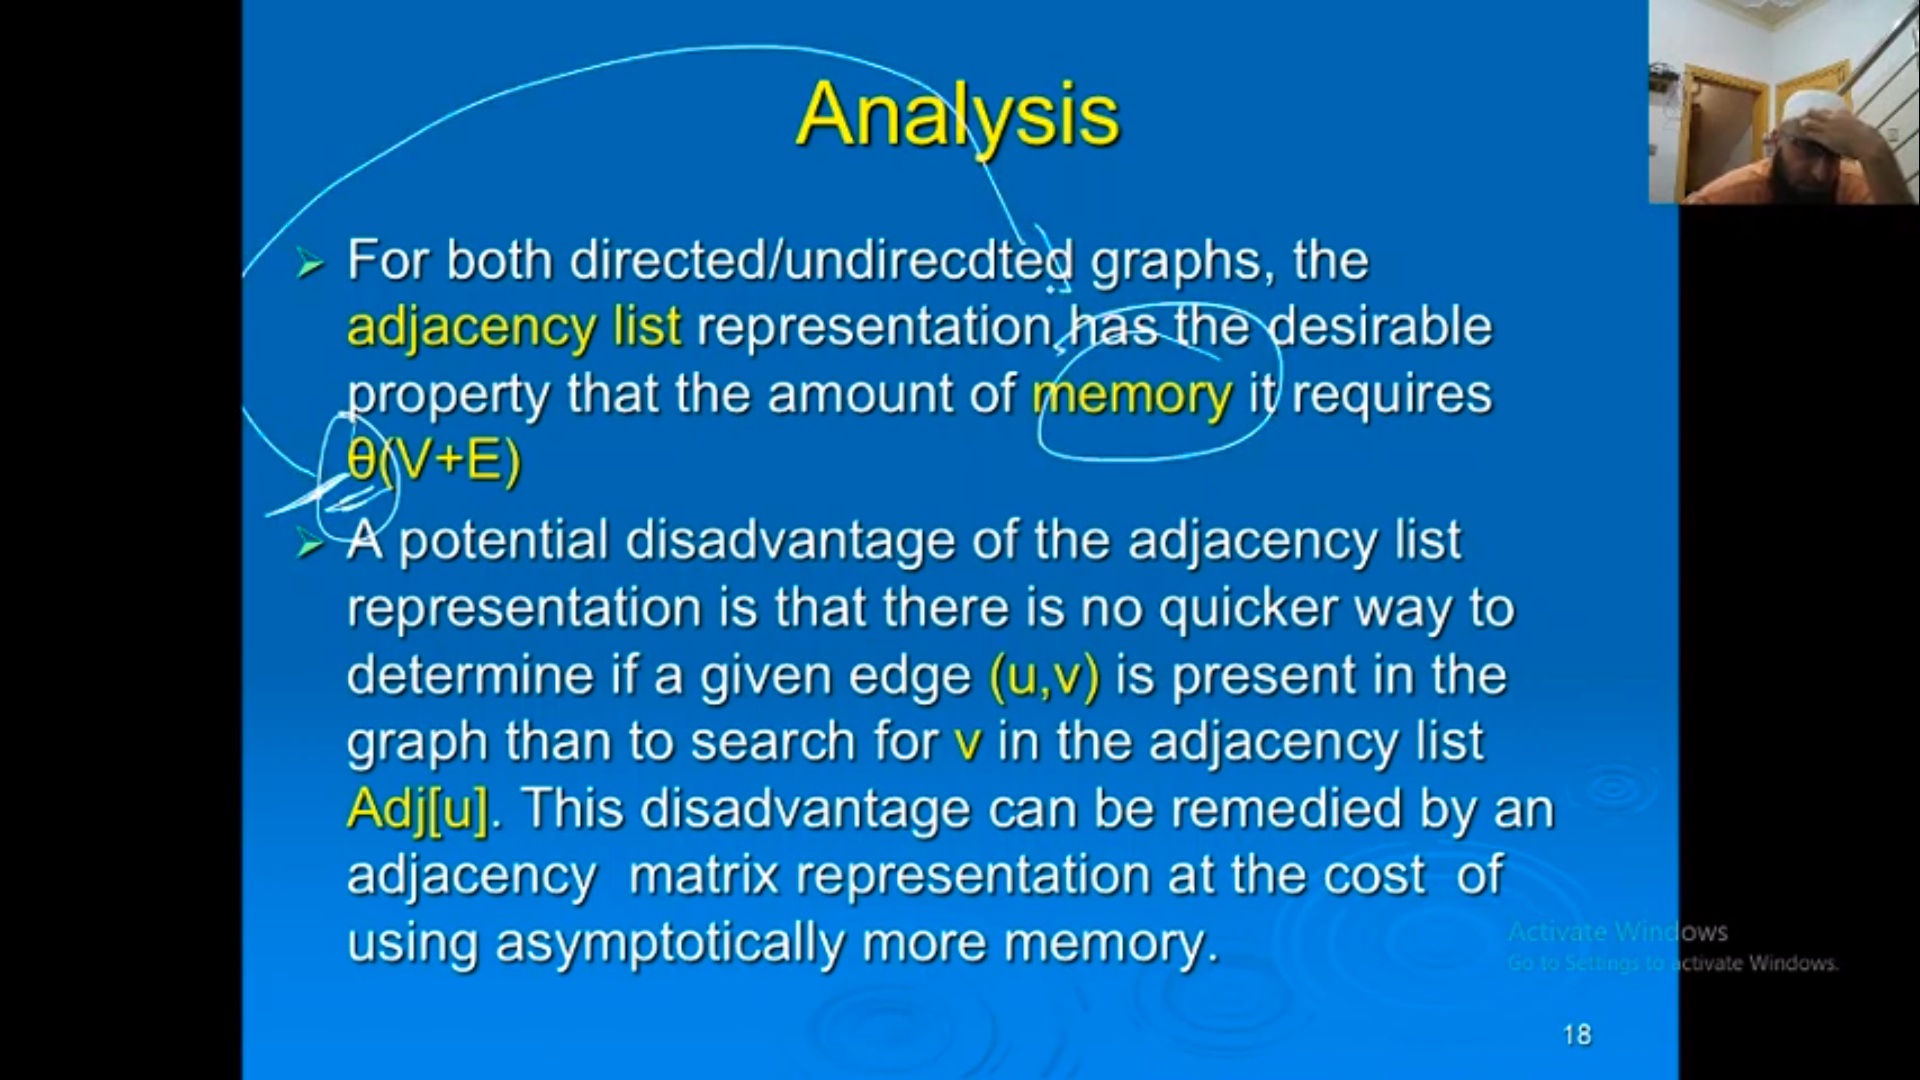 Analysis
➢ For both directed/undirecdted graphs, the
adjacency list representation has the desirable
property that the amount of memory it requires
θ(V+E)
➢ A potential disadvantage of the adjacency list
representation is that there is no quicker way to
determine if a given edge (u,v) is present in the
graph than to search for v in the adjacency list
Adj[u]. This disadvantage can be remedied by an
adjacency matrix representation at the cost of
using asymptotically more memory.
Activate Windows
Go to Settings to activate Windows.
18